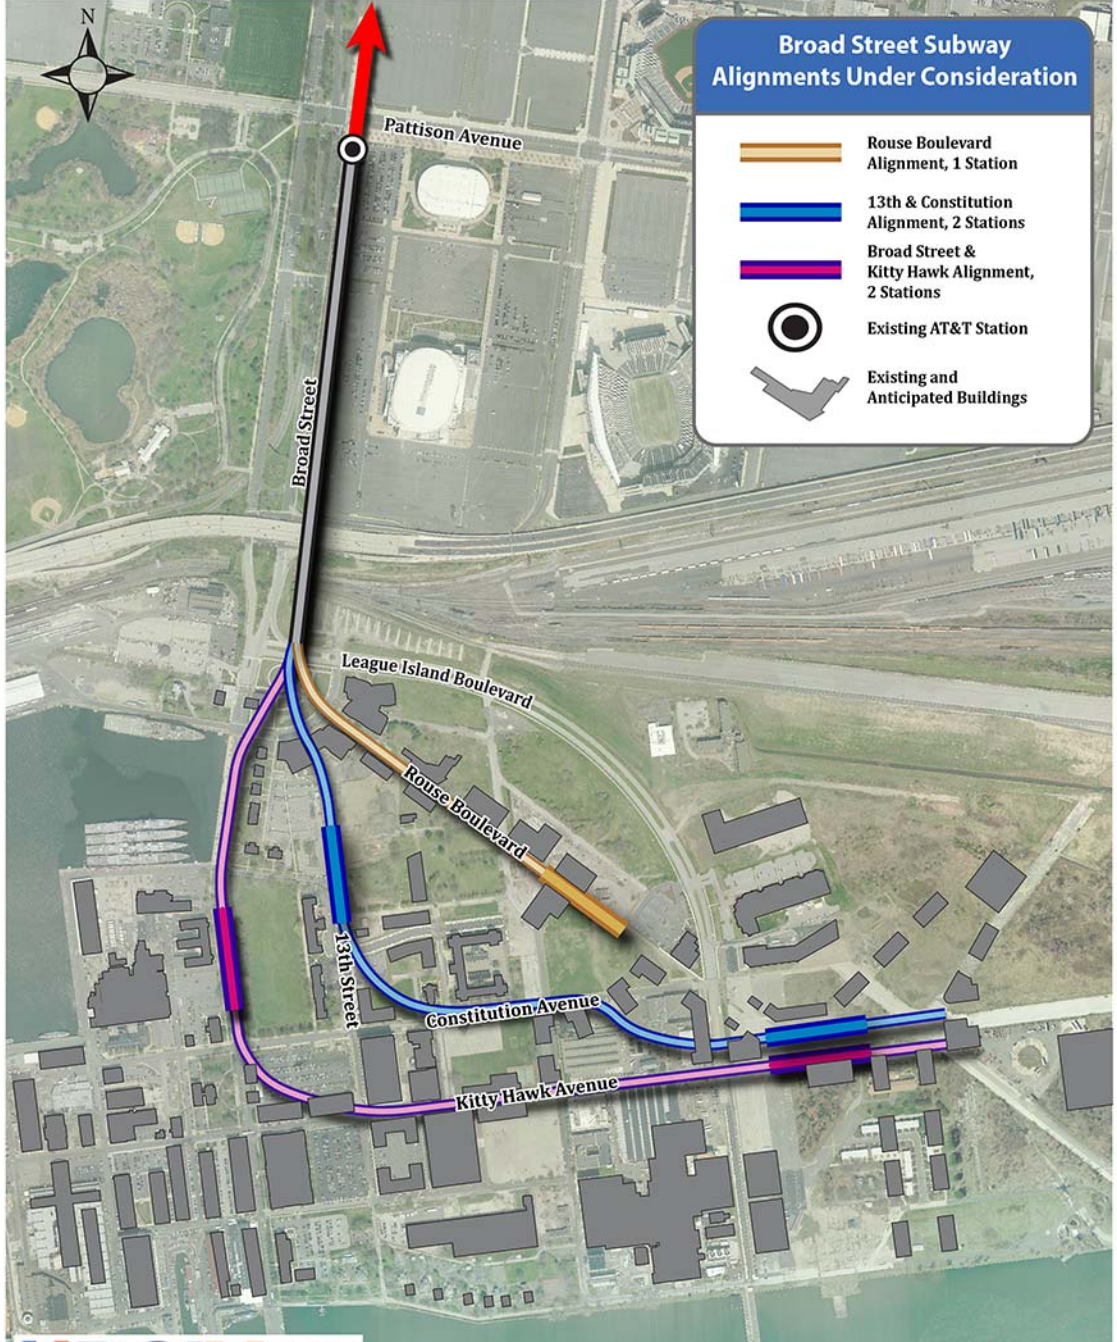 N
Broad Street Subway
Alignments Under Consideration
Rouse Boulevard
Alignment, 1 Station
13th & Constitution
Alignment, 2 Stations
Broad Street &
Kitty Hawk Alignment,
2 Stations
Existing AT&T Station
Existing and
Anticipated Buildings
Pattison Avenue
Broad Street
League Island Boulevard
Rouse Boulevard
13th Street
Constitution Avenue
Kitty Hawk Avenue